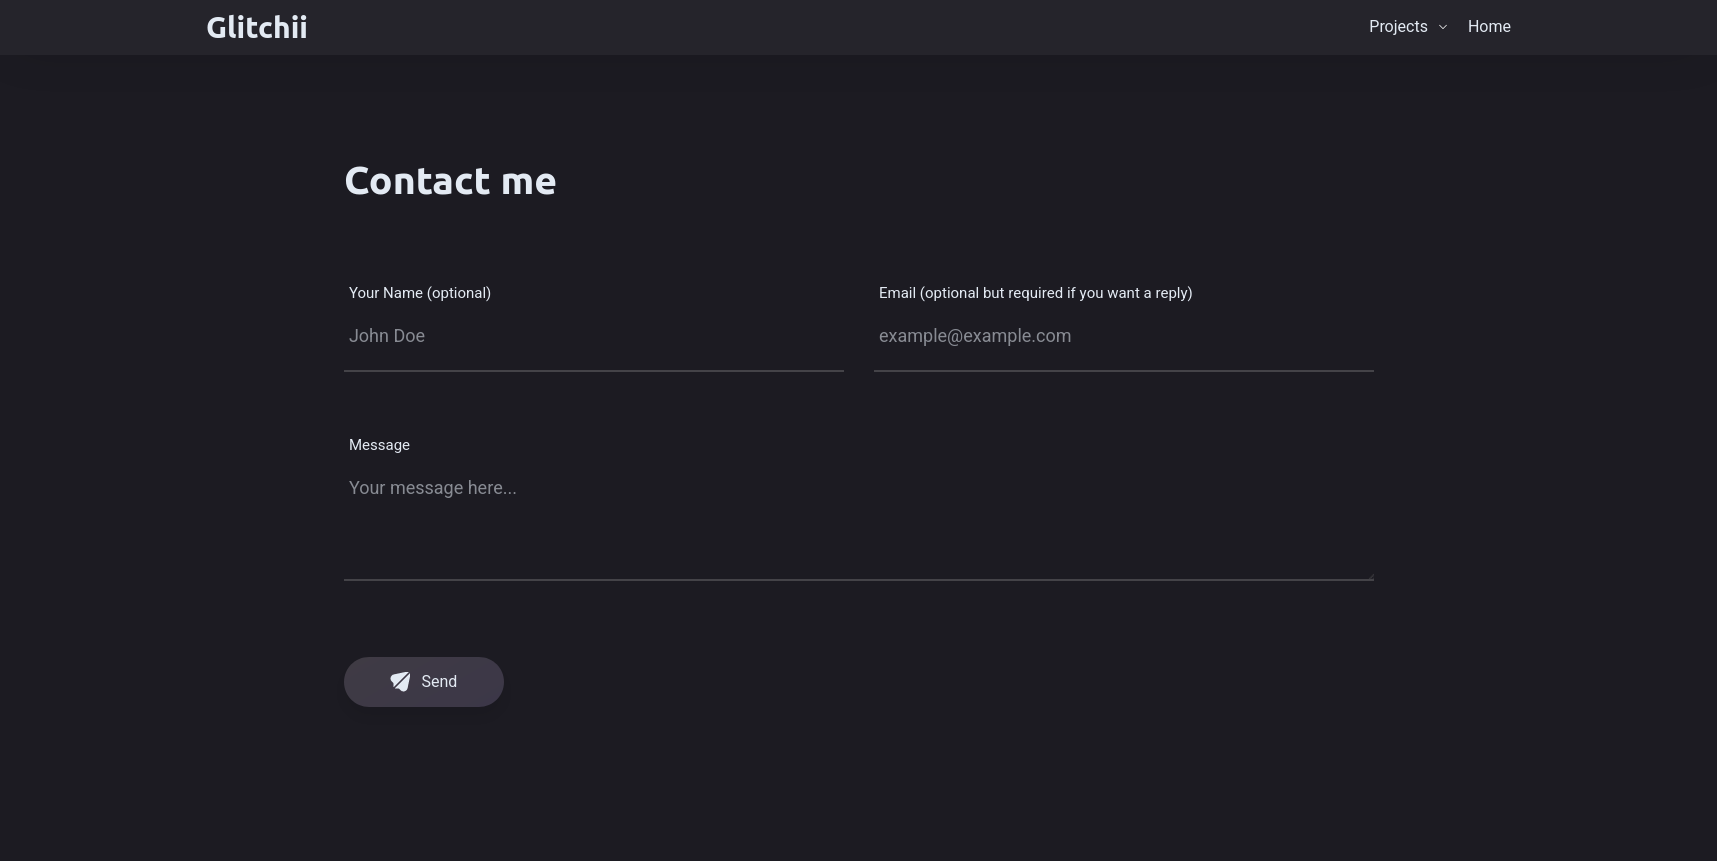 Glitchii
Projects Home
Contact me
Your Name (optional) Email (optional but required if you want a reply)
John Doe example@example.com
Message
Your message here...
Send